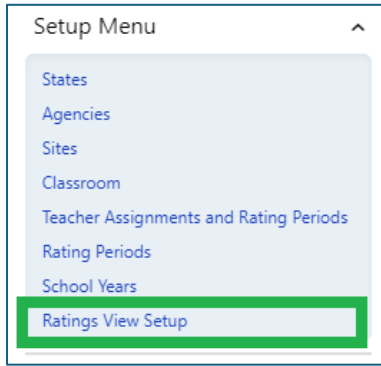 Setup Menu
States
Agencies
Sites
Classroom
Teacher Assignments and Rating Periods
Rating Periods
School Years
Ratings View Setup